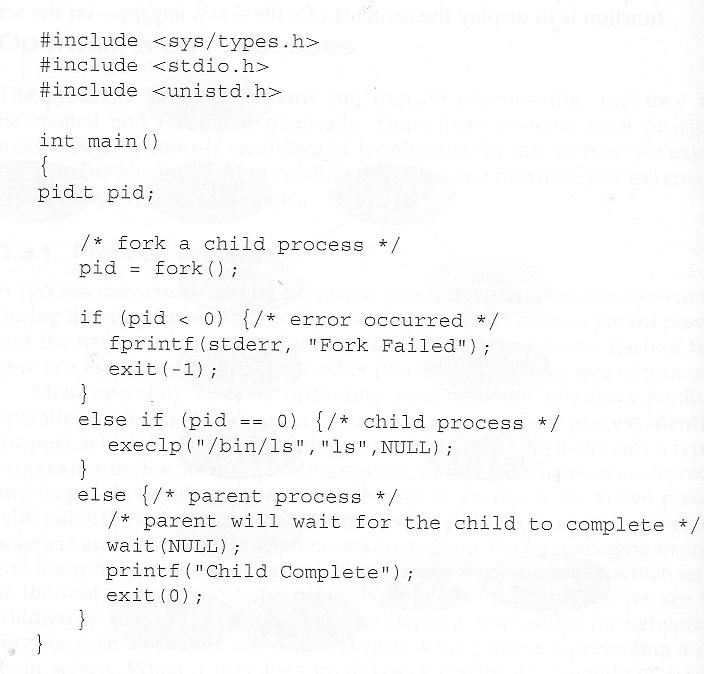 #include <sys/types.h>
#include <stdio.h>
#include <unistd.h>
int main()
{
pid_t pid;
/* fork a child process */
pid = fork();
if (pid < 0) {/* error occurred */
fprintf(stderr, "Fork Failed");
exit(-1);
}
else if (pid == 0) {/* child process */
execlp("/bin/ls","ls",NULL);
}
else {/* parent process */
/* parent will wait for the child to complete */
wait(NULL);
printf("Child Complete");
exit(0);
}
}